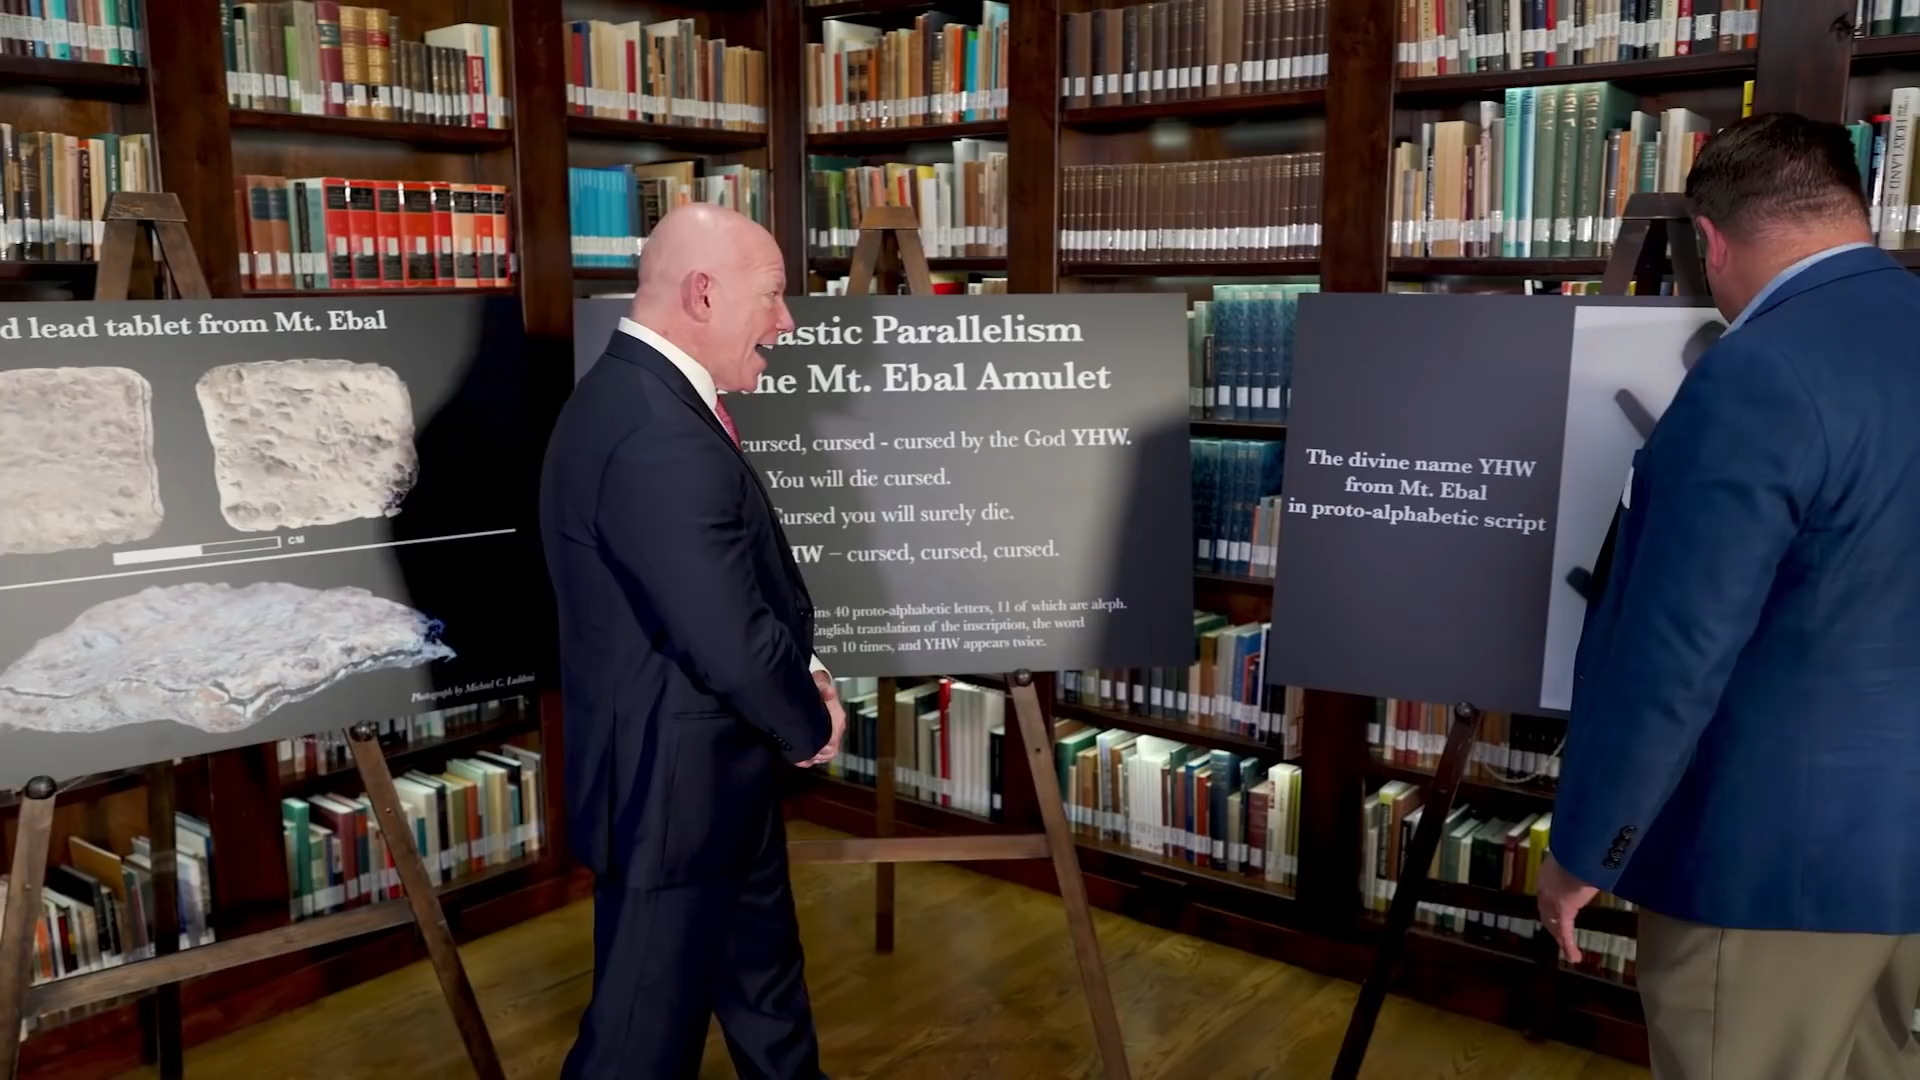 d lead tablet from Mt. Ebal
CM
Photograph by Michael C. Luddeni
astic Parallelism
he Mt. Ebal Amulet
cursed, cursed - cursed by the God YHW.
You will die cursed.
Cursed you will surely die.
HW – cursed, cursed, cursed.
ins 40 proto-alphabetic letters, 11 of which are aleph.
English translation of the inscription, the word
ears 10 times, and YHW appears twice.
The divine name YHW
from Mt. Ebal
in proto-alphabetic script
HOLY LAND